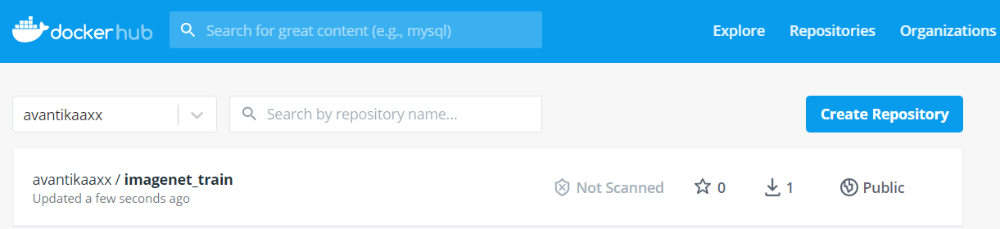 docker hub Search for great content (e.g., mysql) Explore Repositories Organizations
avantikaaxx Search by repository name... Create Repository
avantikaaxx / imagenet_train Not Scanned 0 1 Public
Updated a few seconds ago